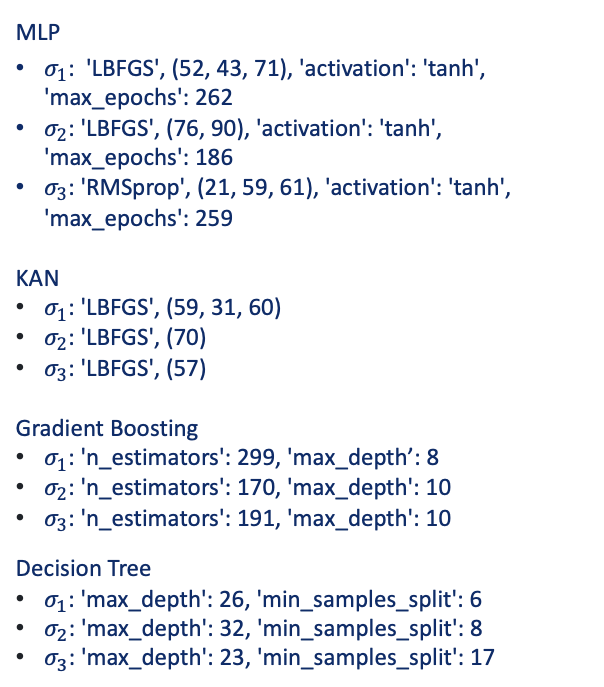 MLP
• σ₁: 'LBFGS', (52, 43, 71), 'activation': 'tanh',
'max_epochs': 262
• σ₂: 'LBFGS', (76, 90), 'activation': 'tanh',
'max_epochs': 186
• σ₃: 'RMSprop', (21, 59, 61), 'activation': 'tanh',
'max_epochs': 259
KAN
• σ₁: 'LBFGS', (59, 31, 60)
• σ₂: 'LBFGS', (70)
• σ₃: 'LBFGS', (57)
Gradient Boosting
• σ₁: 'n_estimators': 299, 'max_depth’: 8
• σ₂: 'n_estimators': 170, 'max_depth': 10
• σ₃: 'n_estimators': 191, 'max_depth': 10
Decision Tree
• σ₁: 'max_depth': 26, 'min_samples_split': 6
• σ₂: 'max_depth': 32, 'min_samples_split': 8
• σ₃: 'max_depth': 23, 'min_samples_split': 17